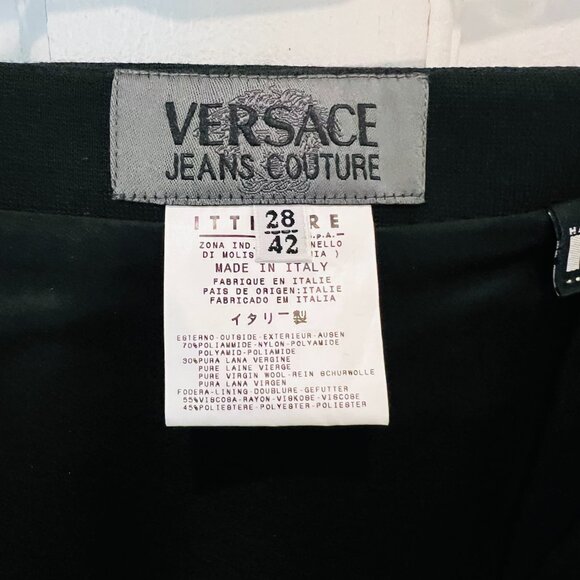 VERSACE
JEANS COUTURE
28
42
ZONA IND.
DI MOLIS
MADE IN ITALY
FABRIQUE EN ITALIE
PAIS DE ORIGEN:ITALIE
FABRICADO EM ITALIA
イタリー製
ESTERNO-OUTSIDE-EXTERIEUR-AUSEN
70%POLIAMMIDE-NYLON-POLYAMIDE
POLYAMID-POLIAMIDE
30%PURA LANA VERGINE
PURE LAINE VIERGE
PURE VIRGIN WOOL-REIN SCHURWOLLE
PURA LANA VIRGEN
FODERA-LINING-DOUBLURE-GEFUTTER
55%VISCOSA-RAYON-VISKOSE-VISCOSE
45%POLIESTERE-POLYESTER-POLIESTER